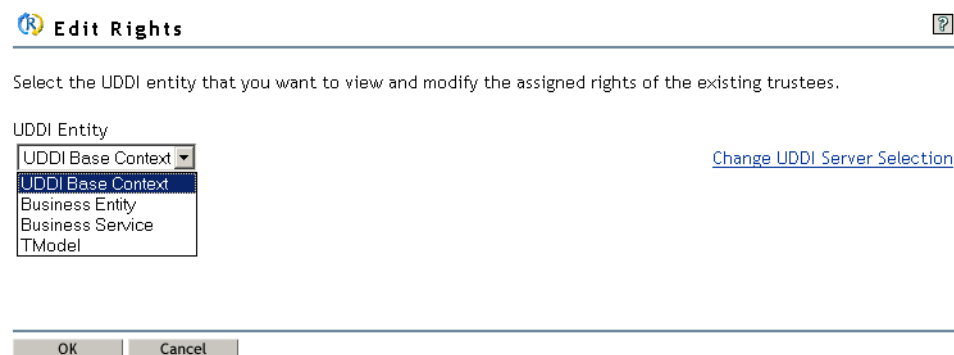 Edit Rights
?
Select the UDDI entity that you want to view and modify the assigned rights of the existing trustees.
UDDI Entity
UDDI Base Context
Change UDDI Server Selection
UDDI Base Context
Business Entity
Business Service
TModel
OK Cancel